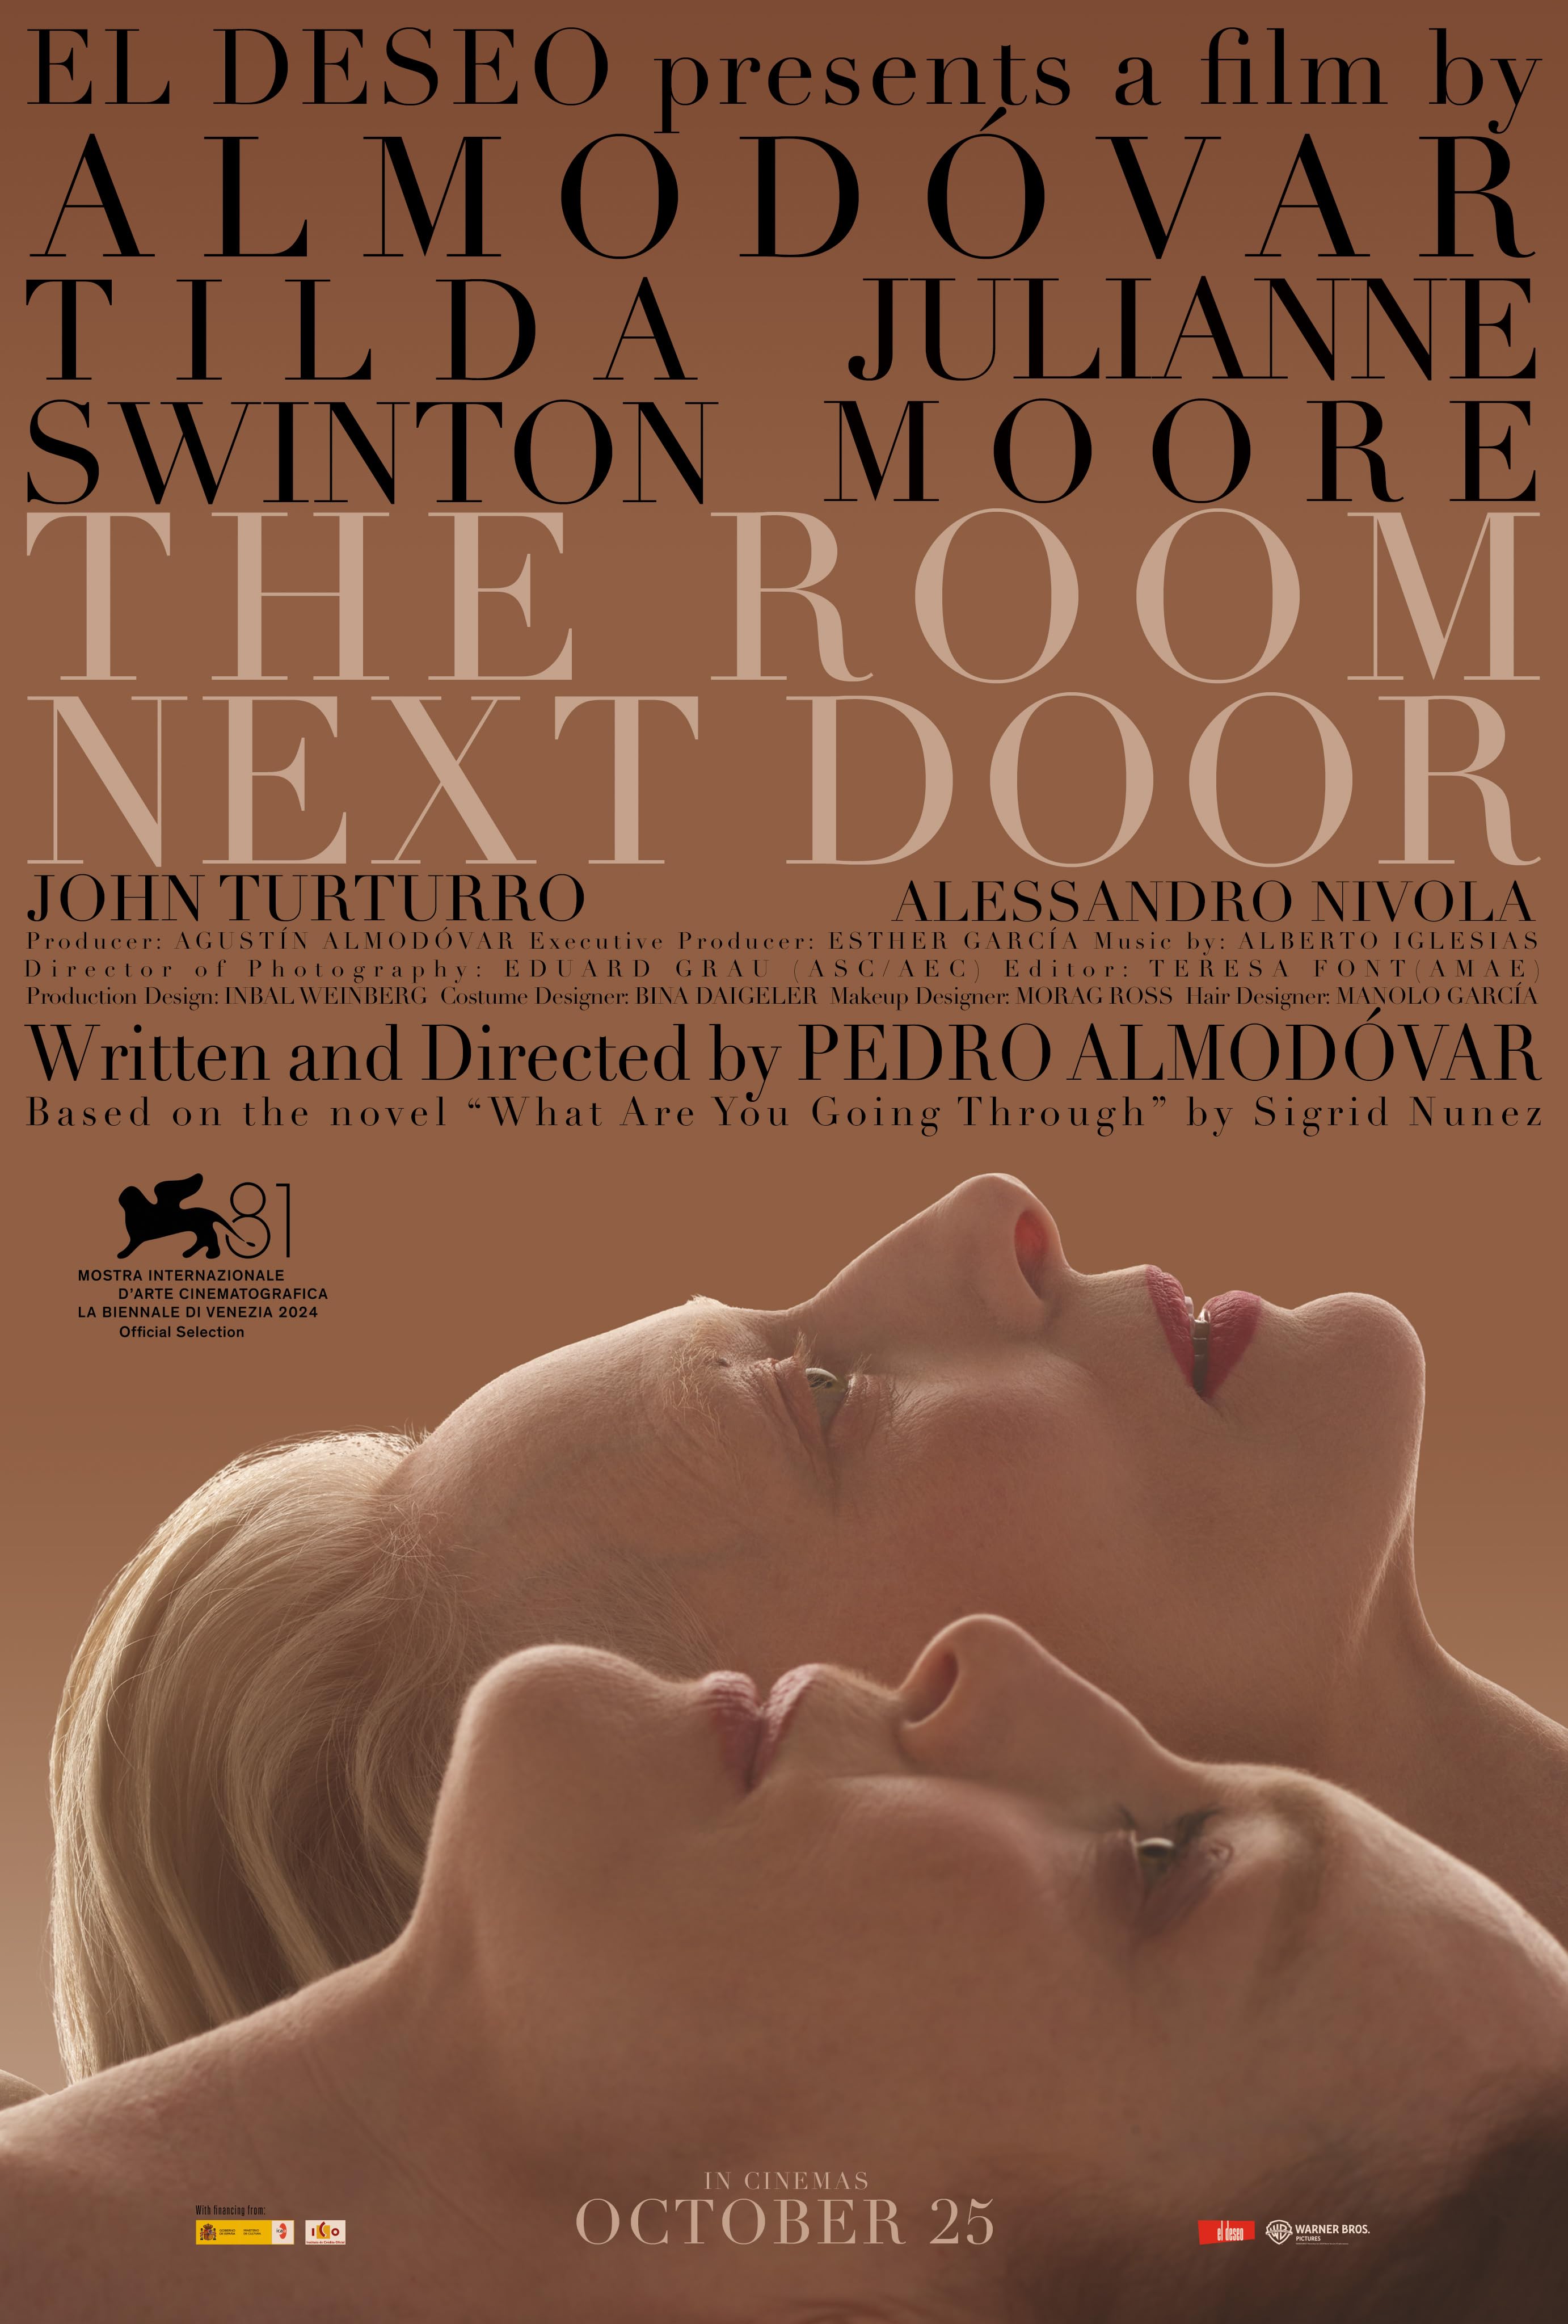 EL DESEO presents a film by
ALMODÓVAR
TILDA JULIANNE
SWINTON MOORE
THE ROOM
NEXT DOOR
JOHN TURTURRO ALESSANDRO NIVOLA
Producer: AGUSTÍN ALMODÓVAR Executive Producer: ESTHER GARCÍA Music by: ALBERTO IGLESIAS
Director of Photography: EDUARD GRAU (ASC/AEC) Editor: TERESA FONT(AMAE)
Production Design: INBAL WEINBERG Costume Designer: BINA DAIGELER Makeup Designer: MORAG ROSS Hair Designer: MANOLO GARCÍA
Written and Directed by PEDRO ALMODÓVAR
Based on the novel “What Are You Going Through” by Sigrid Nunez
81
MOSTRA INTERNAZIONALE
D'ARTE CINEMATOGRAFICA
LA BIENNALE DI VENEZIA 2024
Official Selection
IN CINEMAS
OCTOBER 25
With financing from:
el deseo
WARNER BROS.
PICTURES